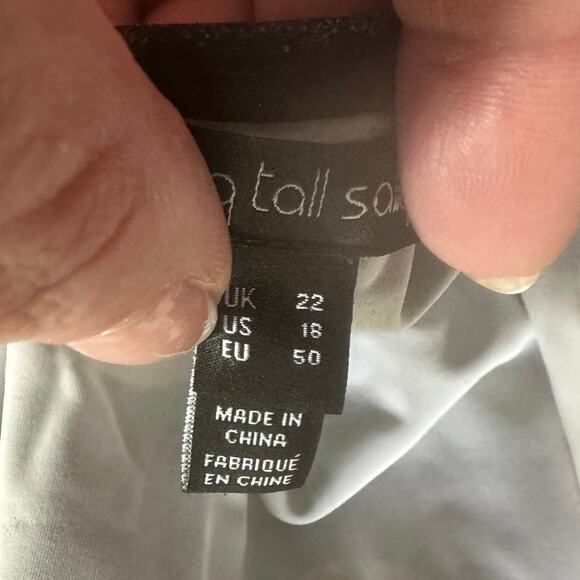 tall
UK 22
US 18
EU 50
MADE IN
CHINA
FABRIQUÉ
EN CHINE